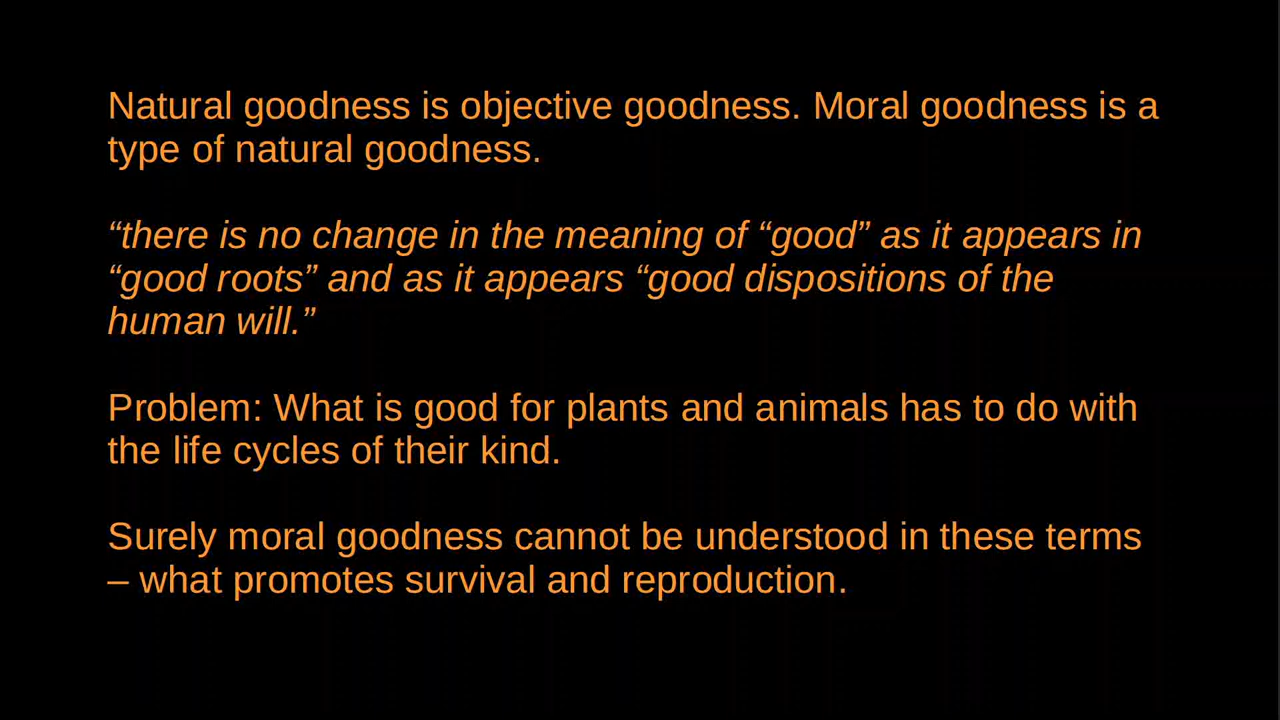 Natural goodness is objective goodness. Moral goodness is a
type of natural goodness.
“there is no change in the meaning of “good” as it appears in
“good roots” and as it appears “good dispositions of the
human will.”
Problem: What is good for plants and animals has to do with
the life cycles of their kind.
Surely moral goodness cannot be understood in these terms
– what promotes survival and reproduction.